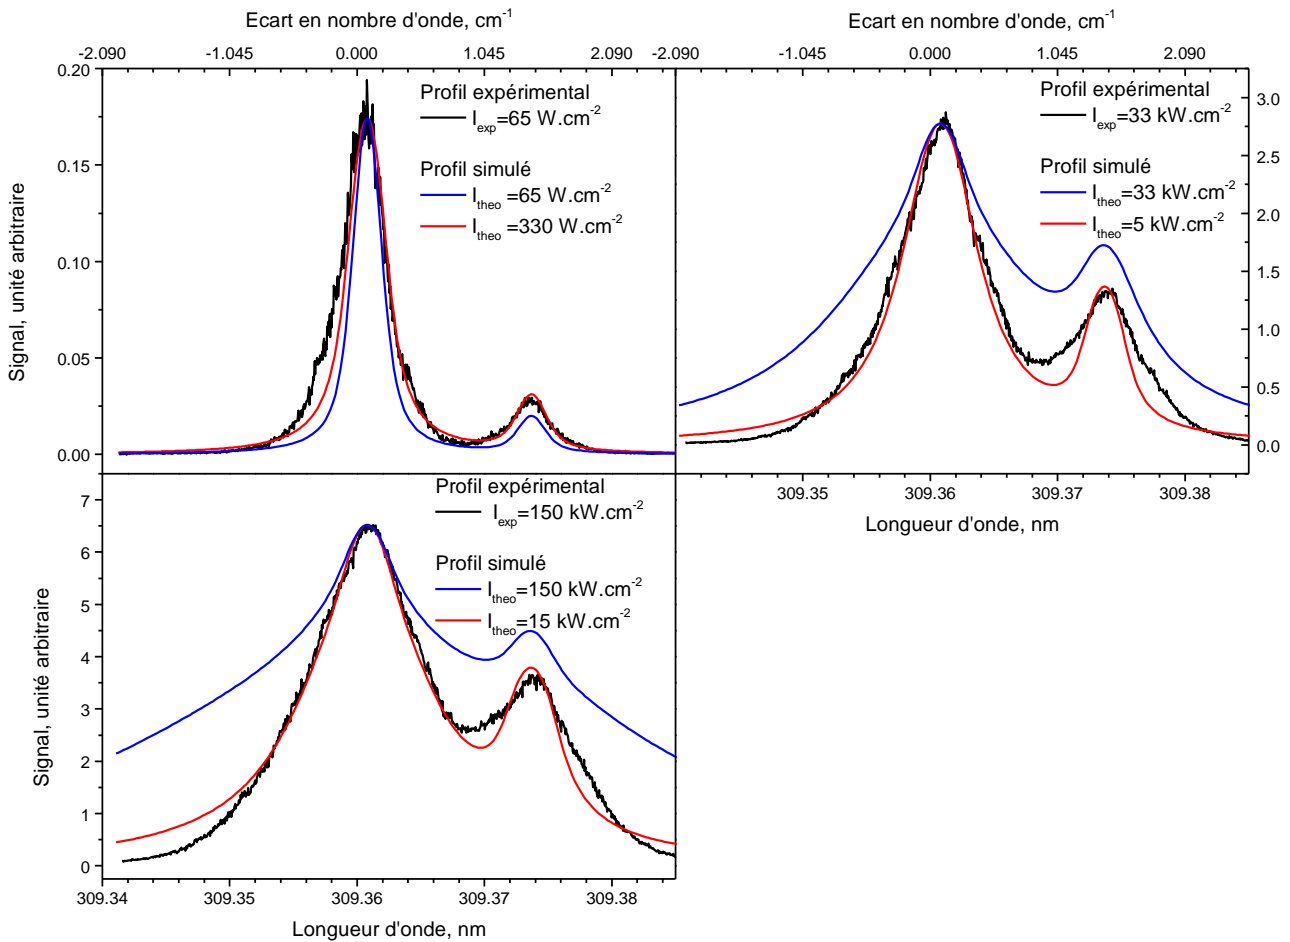 Ecart en nombre d'onde, cm-1
-2.090 -1.045 0.000 1.045 2.090
Ecart en nombre d'onde, cm-1
-2.090 -1.045 0.000 1.045 2.090
Signal, unité arbitraire
0.20
0.15
0.10
0.05
0.00
Profil expérimental
Iexp=65 W.cm-2
Profil simulé
Itheo=65 W.cm-2
Itheo =330 W.cm-2
Profil expérimental
Iexp=33 kW.cm-2
Profil simulé
Itheo=33 kW.cm-2
Itheo=5 kW.cm-2
3.0
2.5
2.0
1.5
1.0
0.5
0.0
309.35 309.36 309.37 309.38
Longueur d'onde, nm
Signal, unité arbitraire
7
6
5
4
3
2
1
0
Profil expérimental
Iexp=150 kW.cm-2
Profil simulé
Itheo=150 kW.cm-2
Itheo=15 kW.cm-2
309.34 309.35 309.36 309.37 309.38
Longueur d'onde, nm